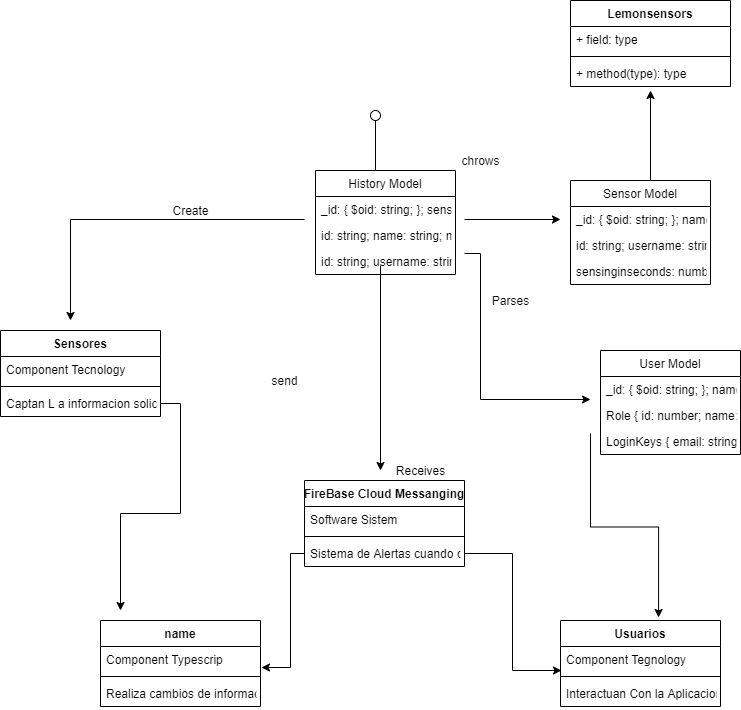 Lemonsensors
+ field: type
+ method(type): type
chrows
History Model
_id: { $oid: string; }; sens
id: string; name: string; n
id: string; username: strin
Create
Sensor Model
_id: { $oid: string; }; nam
id: string; username: strin
sensinginseconds: numb
Parses
Sensores
Component Tecnology
Captan L a informacion solic
send
User Model
_id: { $oid: string; }; nam
Role { id: number; name:
LoginKeys { email: string
Receives
FireBase Cloud Messanging
Software Sistem
Sistema de Alertas cuando c
name
Component Typescrip
Realiza cambios de informac
Usuarios
Component Tegnology
Interactuan Con la Aplicacio